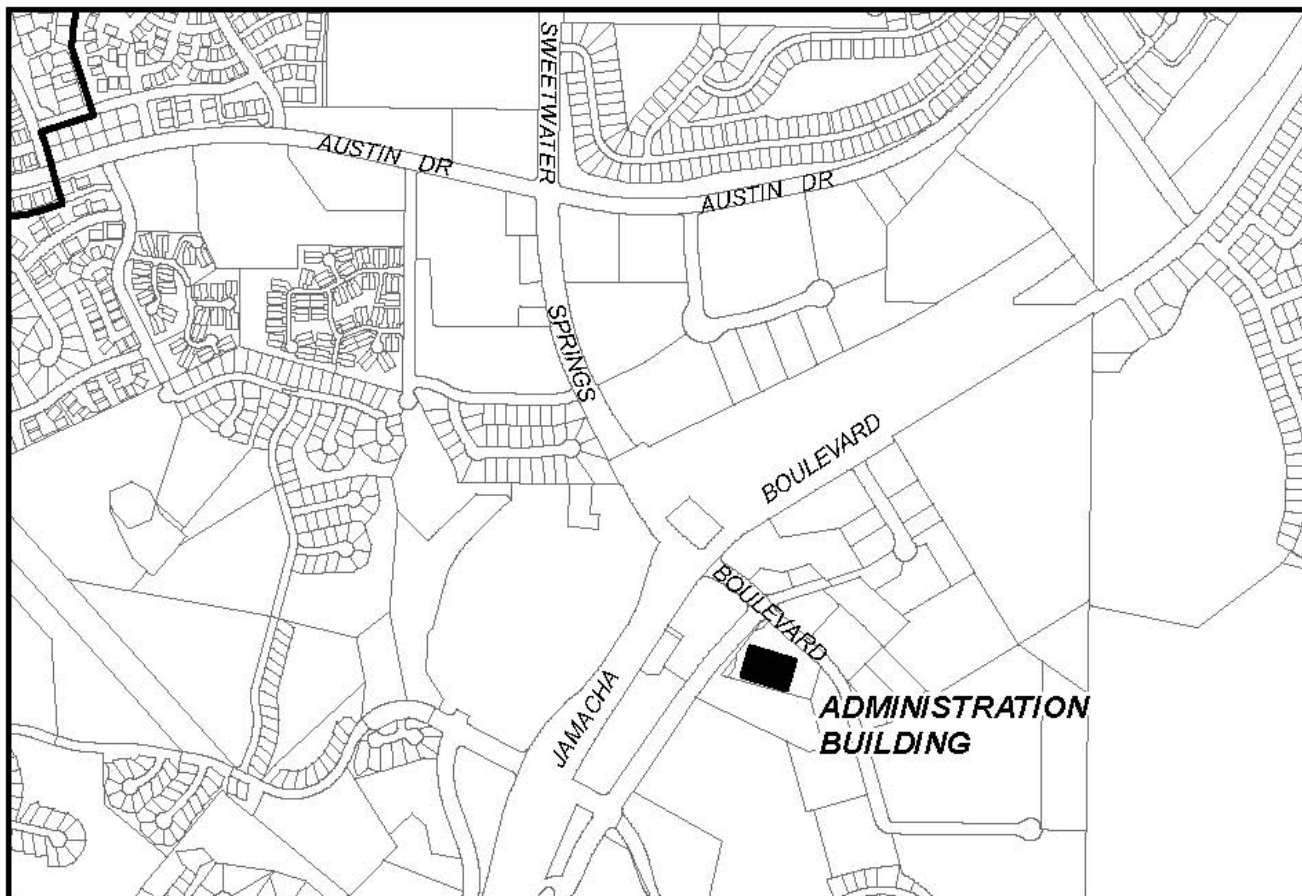 SWEETWATER
AUSTIN DR
AUSTIN DR
SPRINGS
BOULEVARD
BOULEVARD
JAMACHA
ADMINISTRATION
BUILDING